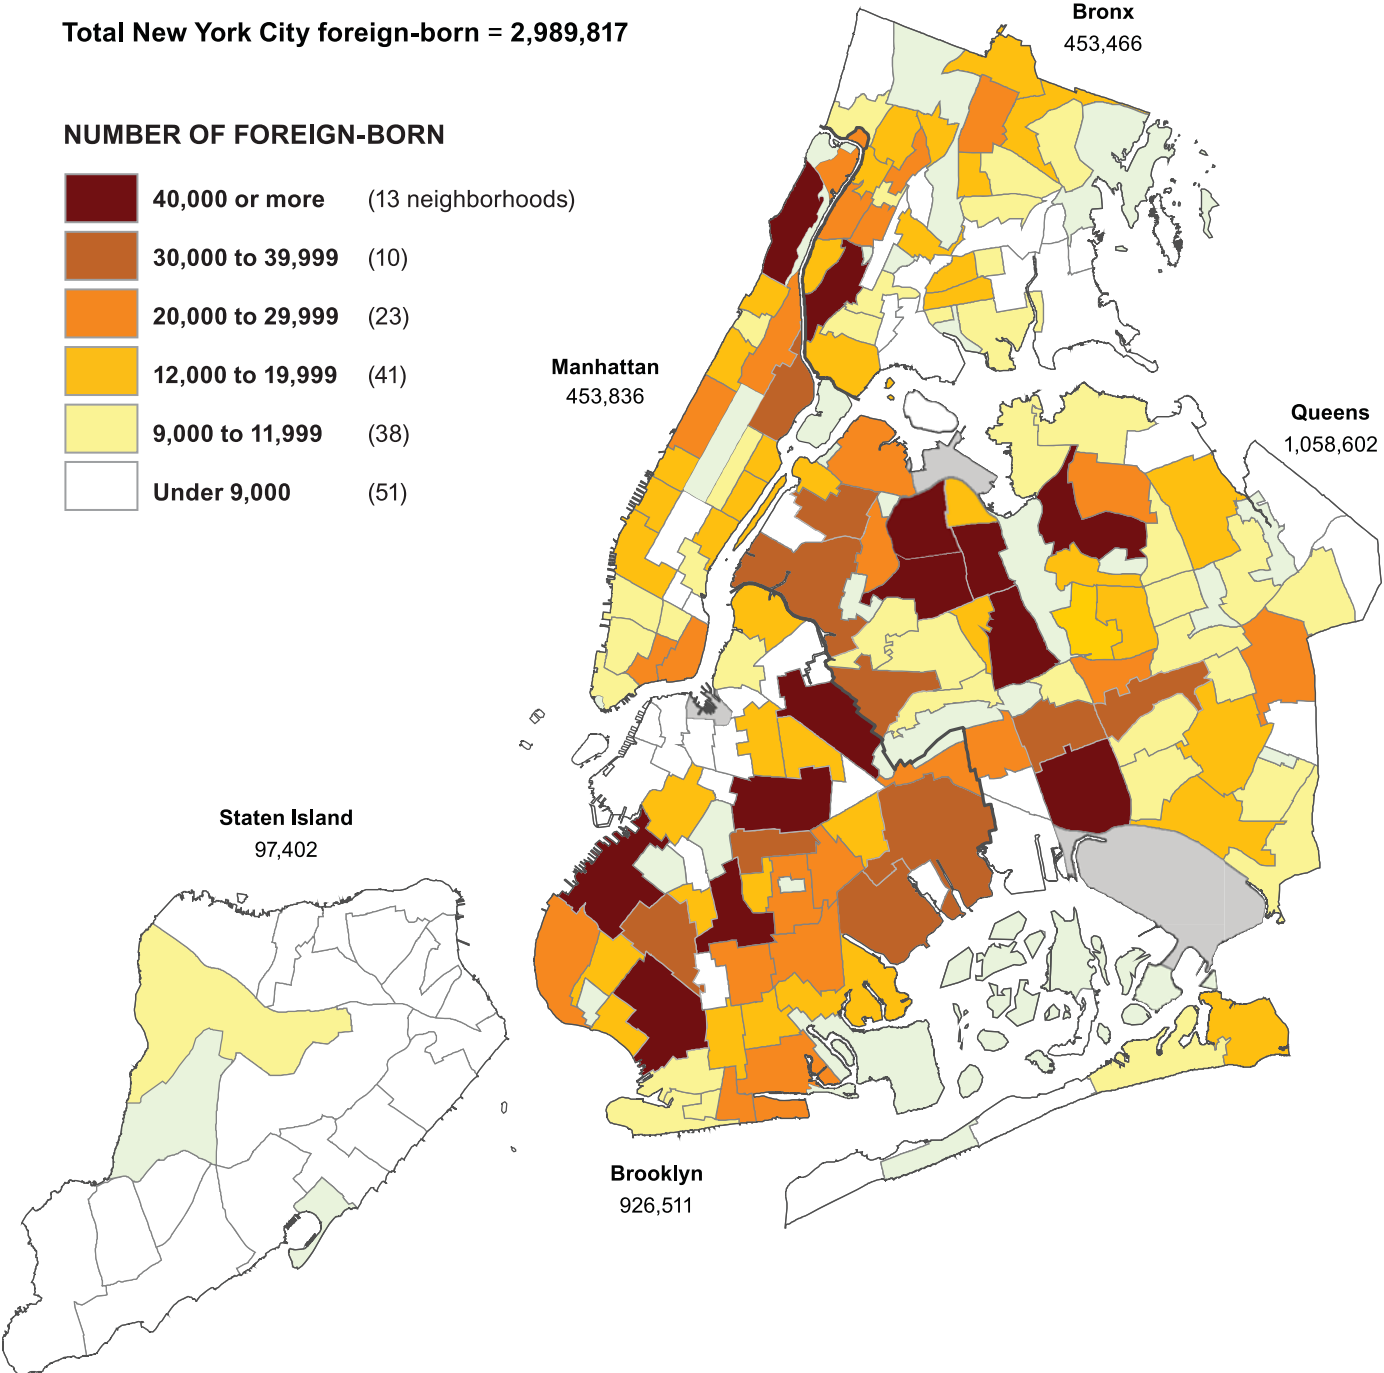 Total New York City foreign-born = 2,989,817
NUMBER OF FOREIGN-BORN
40,000 or more (13 neighborhoods)
30,000 to 39,999 (10)
20,000 to 29,999 (23)
12,000 to 19,999 (41)
9,000 to 11,999 (38)
Under 9,000 (51)
Bronx
453,466
Manhattan
453,836
Queens
1,058,602
Staten Island
97,402
Brooklyn
926,511